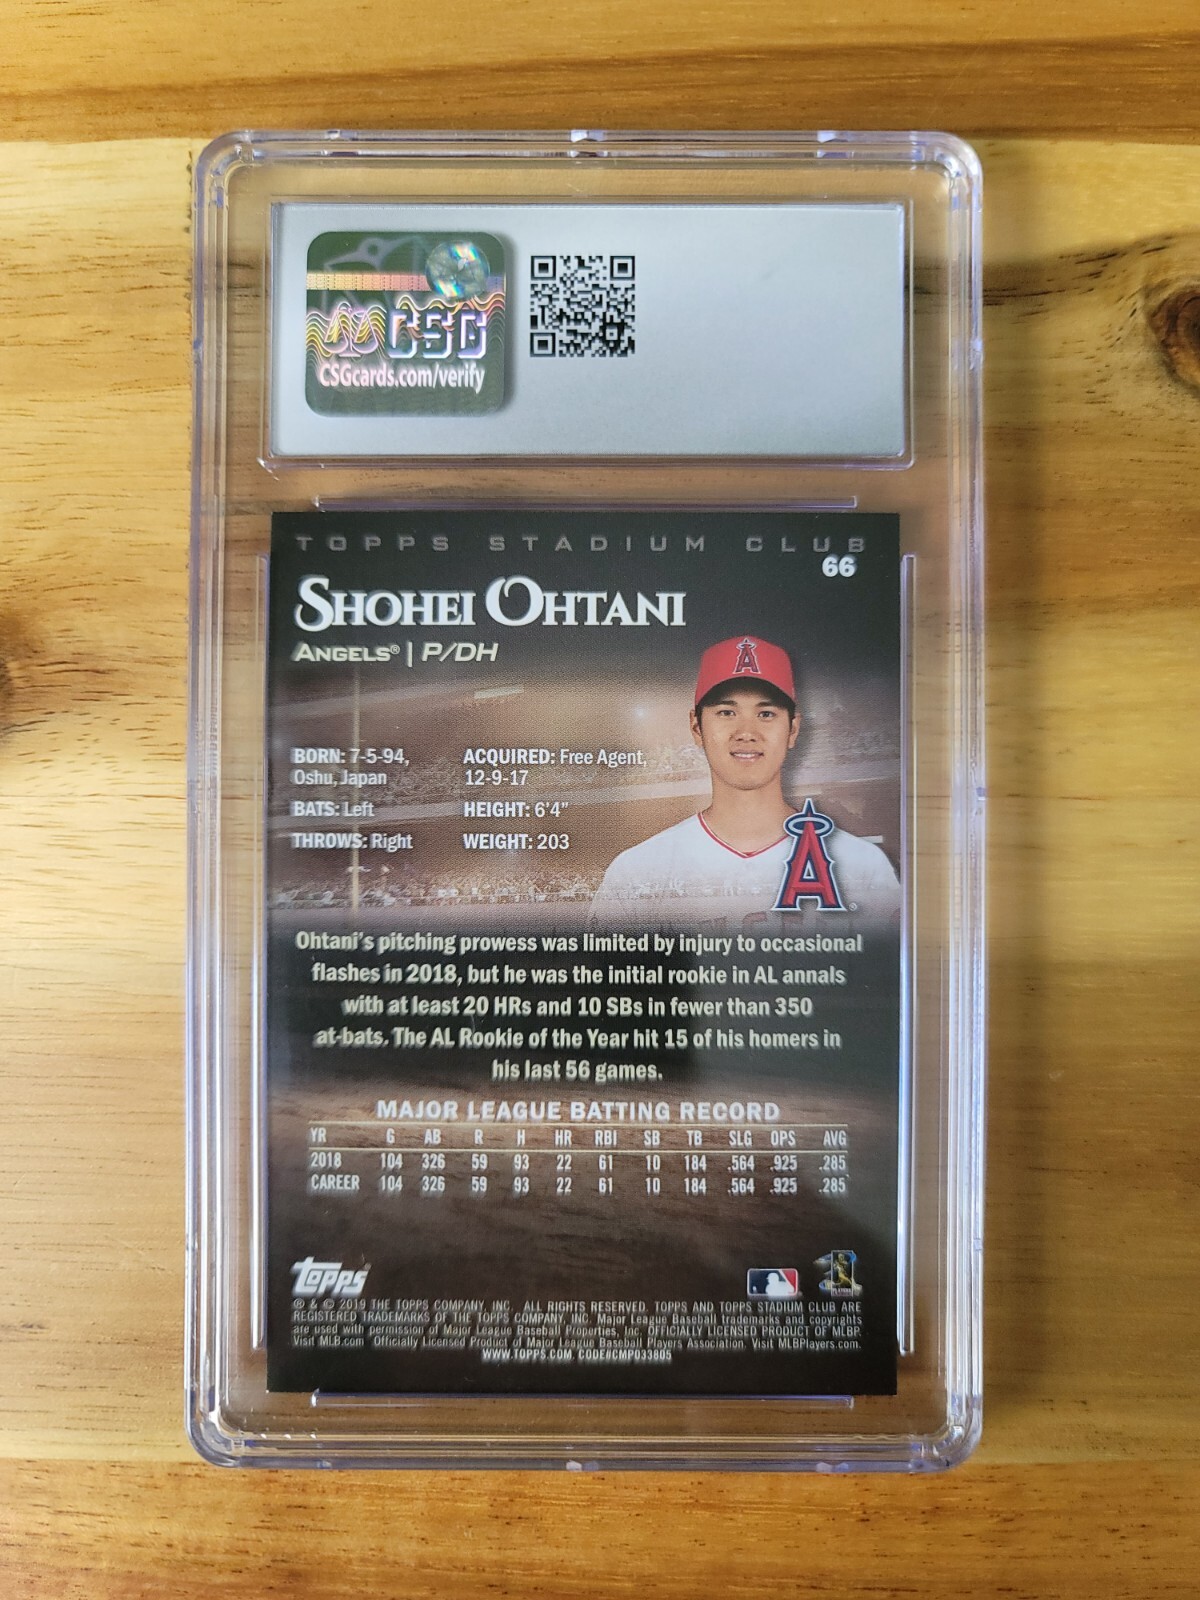 CSG
CSGcards.com/verify
TOPPS STADIUM CLUB
66
SHOHEI OHTANI
ANGELS® | P/DH
A
BORN: 7-5-94, ACQUIRED: Free Agent,
Oshu, Japan 12-9-17
BATS: Left HEIGHT: 6'4"
THROWS: Right WEIGHT: 203
A
Ohtani's pitching prowess was limited by injury to occasional
flashes in 2018, but he was the initial rookie in AL annals
with at least 20 HRs and 10 SBs in fewer than 350
at-bats. The AL Rookie of the Year hit 15 of his homers in
his last 56 games.
MAJOR LEAGUE BATTING RECORD
YR G AB R H HR RBI SB TB SLG OPS AVG
2018 104 326 59 93 22 61 10 184 .564 .925 .285
CAREER 104 326 59 93 22 61 10 184 .564 .925 .285
topps
® & © 2019 THE TOPPS COMPANY, INC. ALL RIGHTS RESERVED. TOPPS AND TOPPS STADIUM CLUB ARE
REGISTERED TRADEMARKS OF THE TOPPS COMPANY, INC. Major League Baseball trademarks and copyrights
are used with permission of Major League Baseball Properties, Inc. OFFICIALLY LICENSED PRODUCT OF MLBP.
Visit MLB.com Officially Licensed Product of Major League Baseball Players Association. Visit MLBPlayers.com.
WWW.TOPPS.COM. CODE#CMP033805